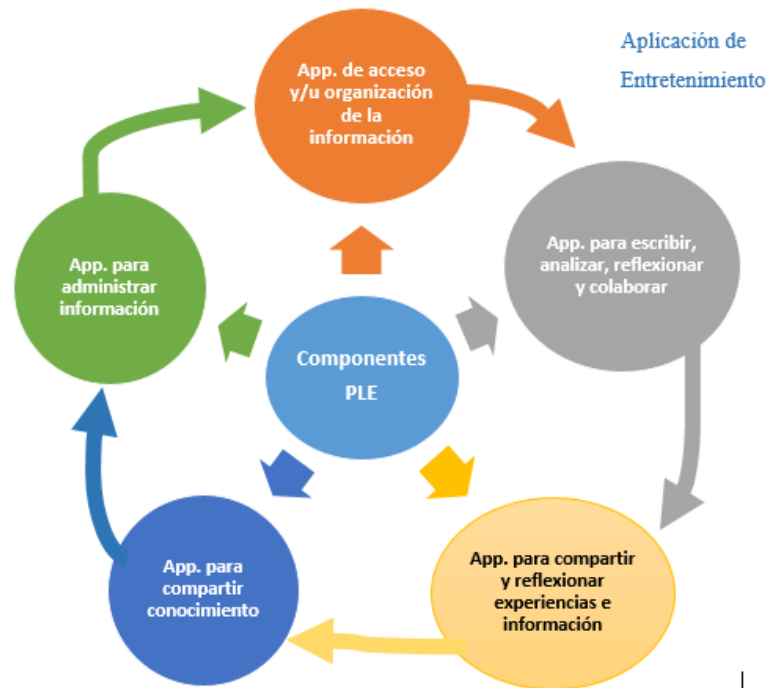 Aplicación de
Entretenimiento
App. de acceso
y/u organización
de la
información
App. para escribir,
analizar, reflexionar
y colaborar
App. para
administrar
información
Componentes
PLE
App. para
compartir
conocimiento
App. para compartir
y reflexionar
experiencias e
información